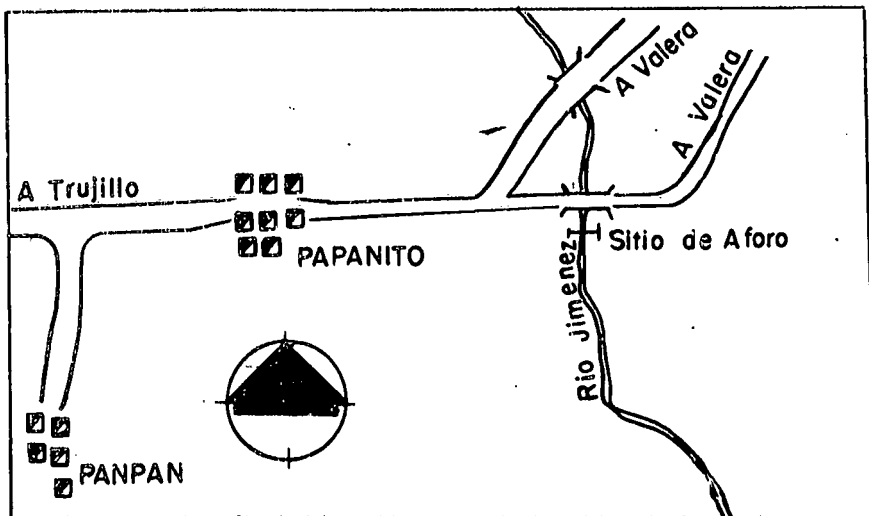 A Valera
A Valera
A Trujillo
PAPANITO
Sitio de Aforo
Rio Jimenez
PANPAN